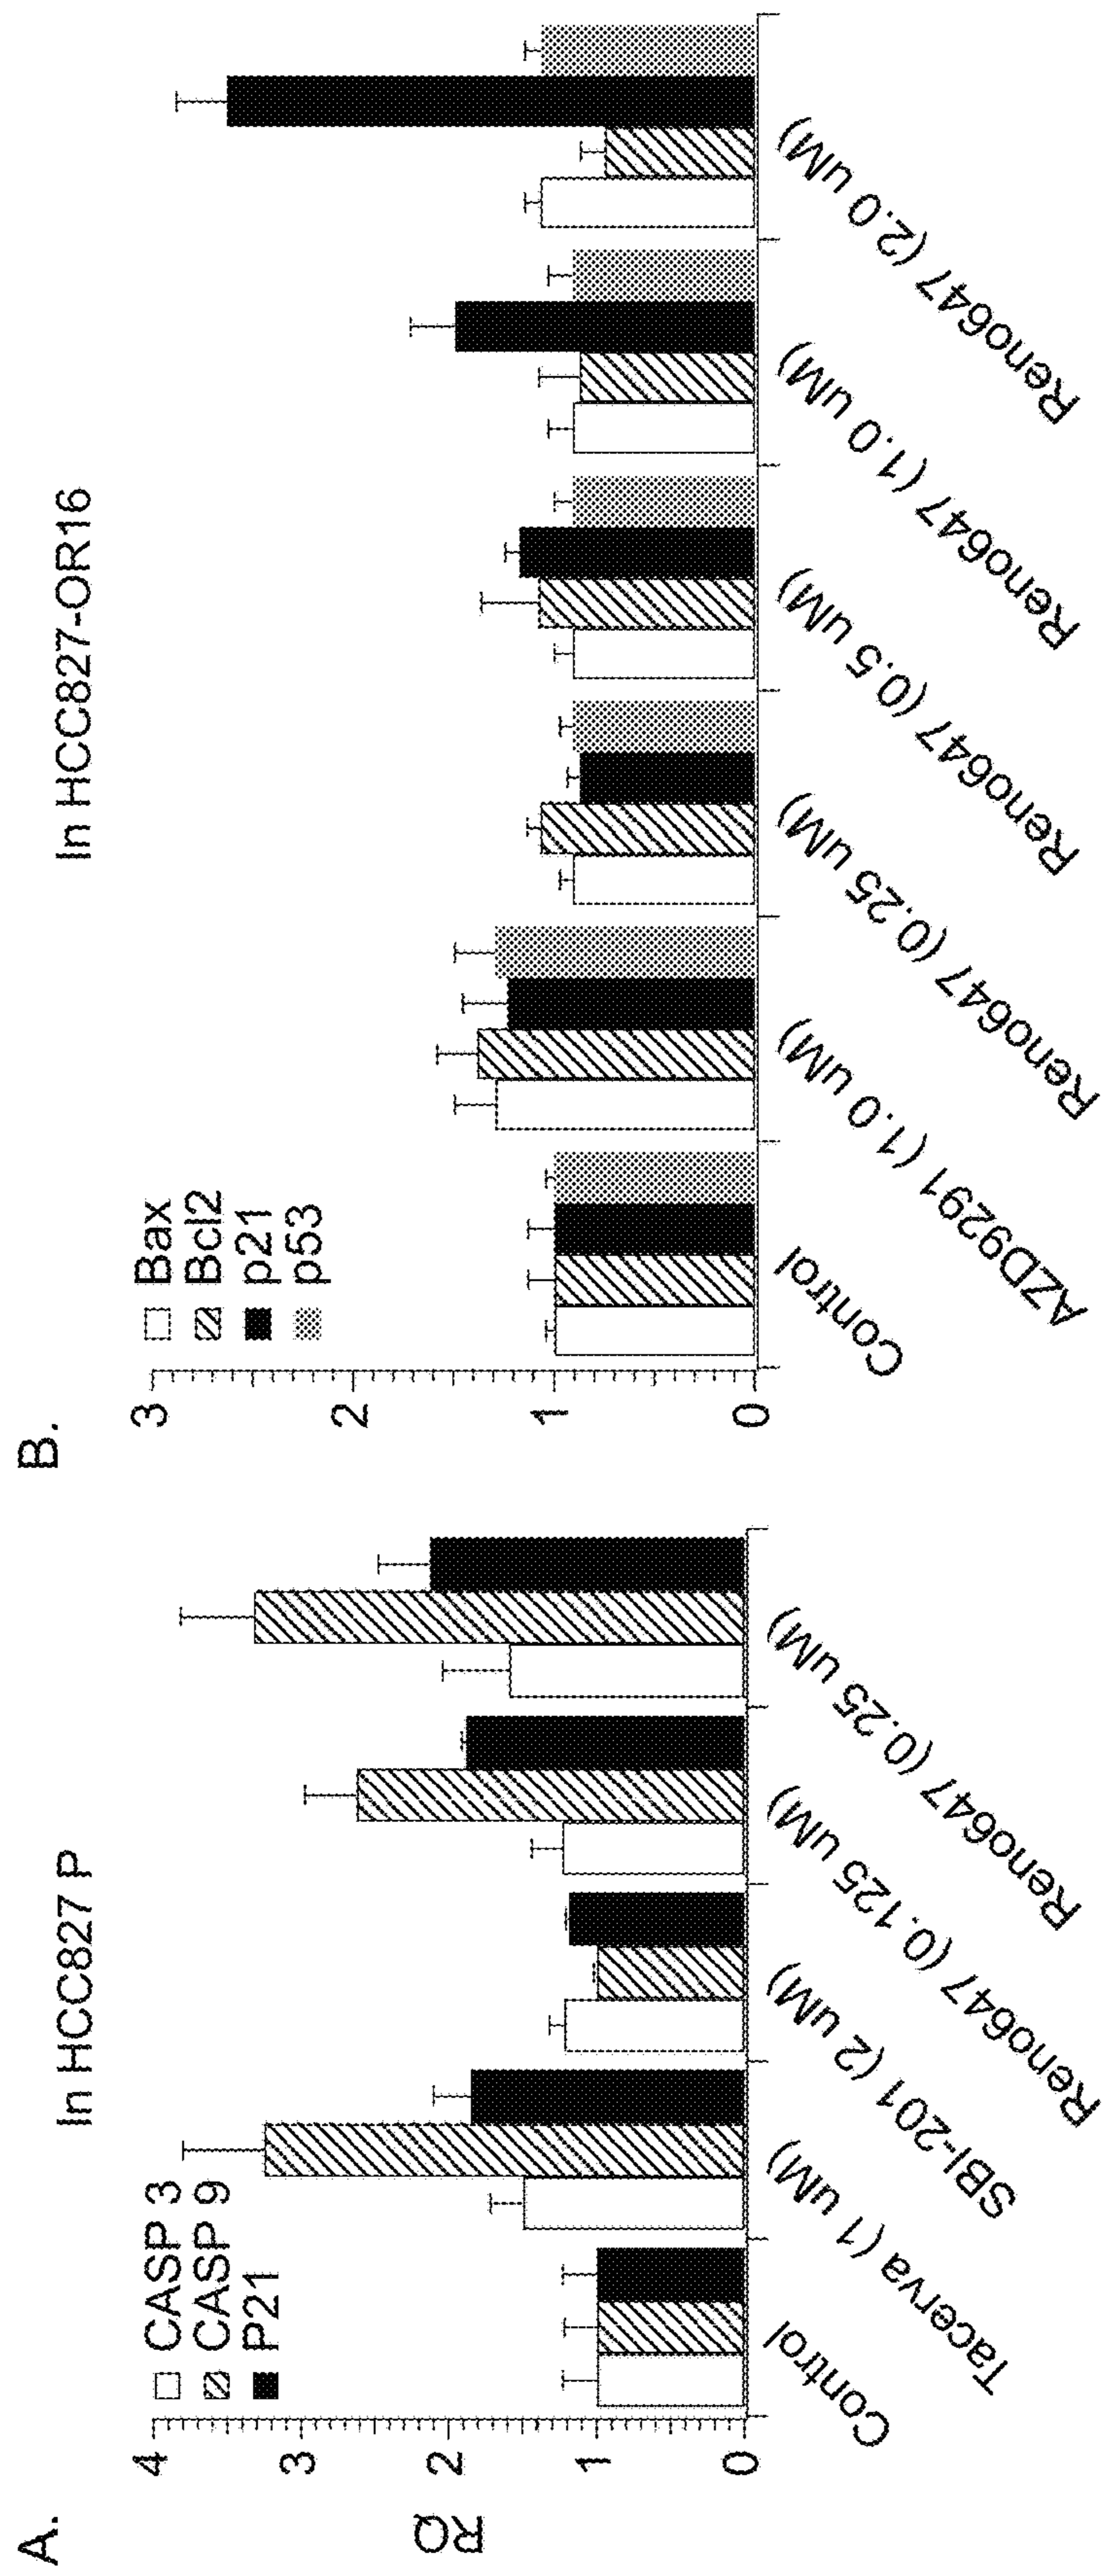 A.
In HCC827 P
RQ
4
3
2
1
0
CASP 3
CASP 9
P21
Control
Tacerva (1 uM)
SBI-201 (2 uM)
Reno647 (0.125 uM)
Reno647 (0.25 uM)
B.
In HCC827-OR16
3
2
1
0
Bax
Bcl2
p21
p53
Control
AZD9291 (1.0 uM)
Reno647 (0.25 uM)
Reno647 (0.5 uM)
Reno647 (1.0 uM)
Reno647 (2.0 uM)